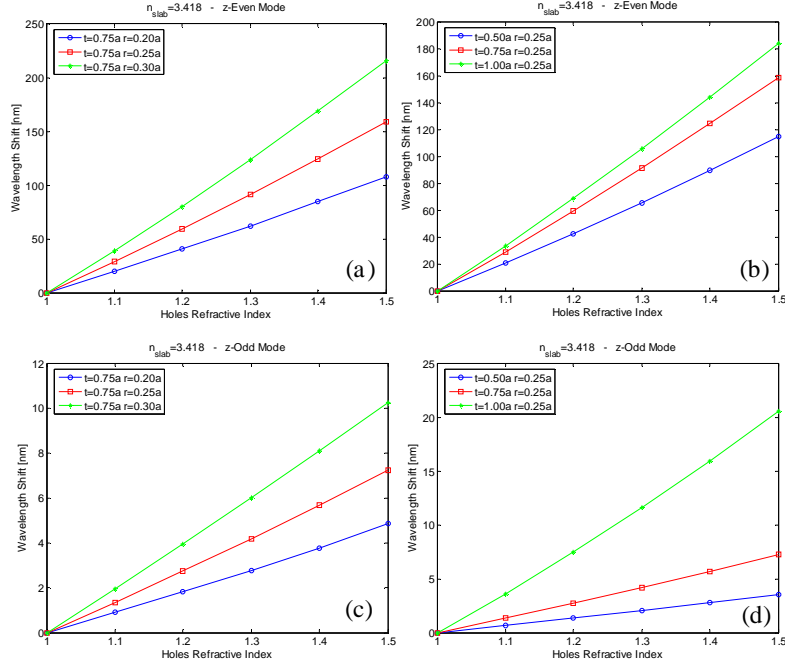 n_slab=3.418 - z-Even Mode
250
200
150
100
50
0
1 1.1 1.2 1.3 1.4 1.5
Wavelength Shift [nm]
Holes Refractive Index
t=0.75a r=0.20a
t=0.75a r=0.25a
t=0.75a r=0.30a
(a)
n_slab=3.418 - z-Even Mode
200
180
160
140
120
100
80
60
40
20
0
1 1.1 1.2 1.3 1.4 1.5
Wavelength Shift [nm]
Holes Refractive Index
t=0.50a r=0.25a
t=0.75a r=0.25a
t=1.00a r=0.25a
(b)
n_slab=3.418 - z-Odd Mode
12
10
8
6
4
2
0
1 1.1 1.2 1.3 1.4 1.5
Wavelength Shift [nm]
Holes Refractive Index
t=0.75a r=0.20a
t=0.75a r=0.25a
t=0.75a r=0.30a
(c)
n_slab=3.418 - z-Odd Mode
25
20
15
10
5
0
1 1.1 1.2 1.3 1.4 1.5
Wavelength Shift [nm]
Holes Refractive Index
t=0.50a r=0.25a
t=0.75a r=0.25a
t=1.00a r=0.25a
(d)